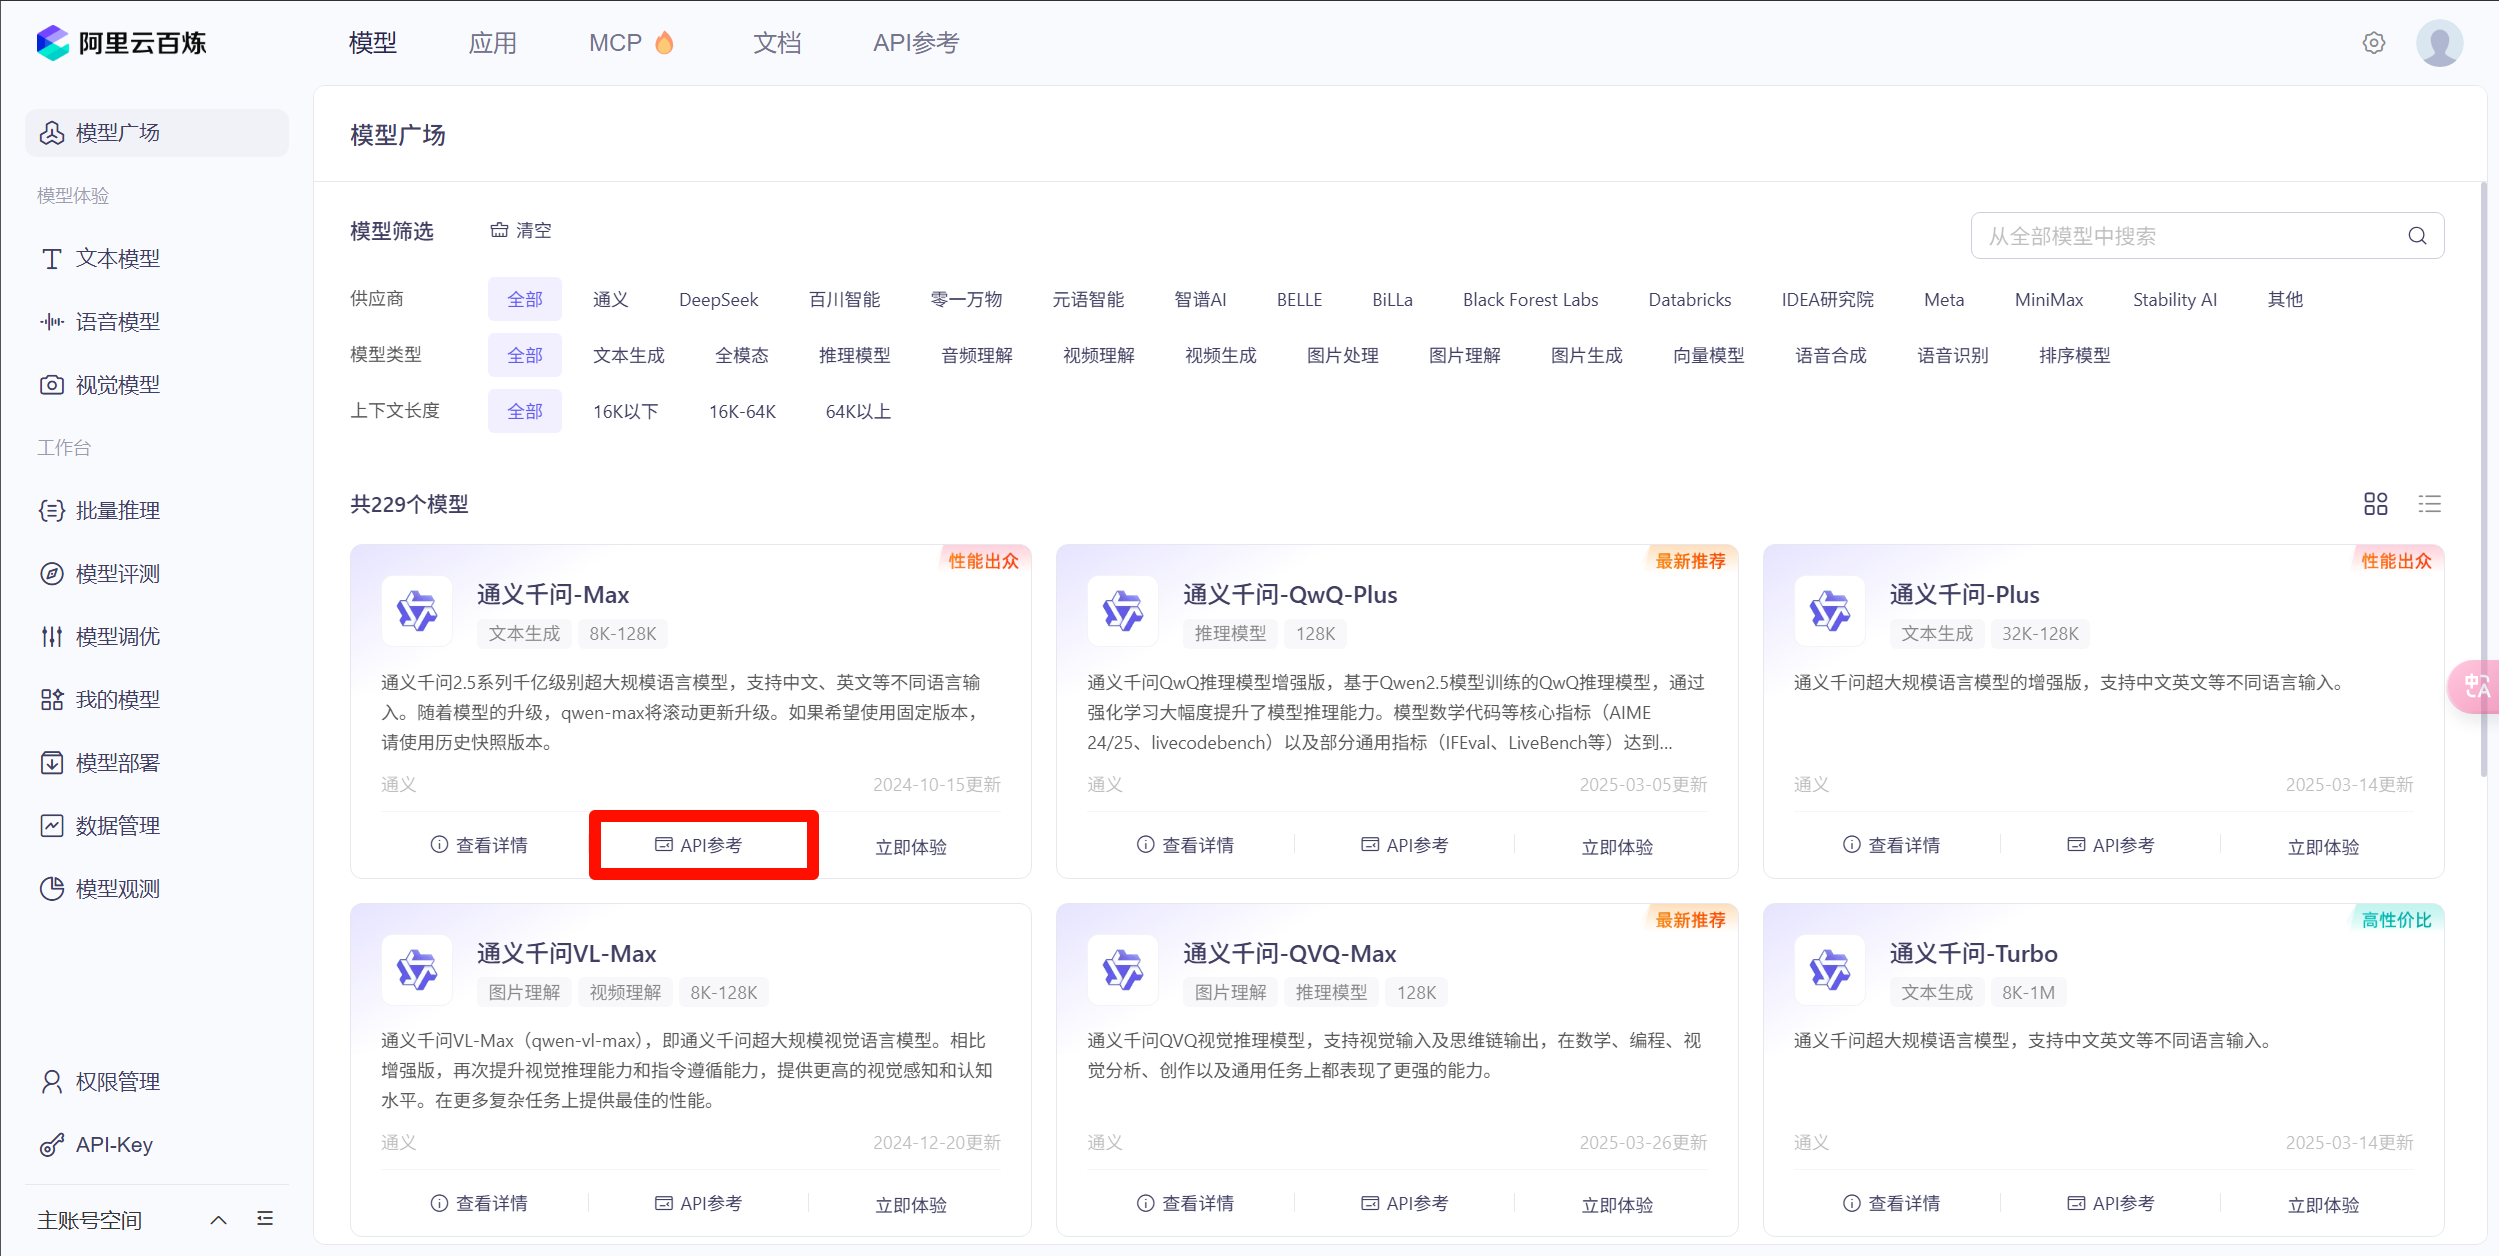 阿里云百炼
模型 应用 MCP 文档 API参考
模型广场
模型体验
文本模型
语音模型
视觉模型
工作台
批量推理
模型评测
模型调优
我的模型
模型部署
数据管理
模型观测
权限管理
API-Key
主账号空间
模型广场
模型筛选 清空
从全部模型中搜索
供应商 全部 通义 DeepSeek 百川智能 零一万物 元语智能 智谱AI BELLE BiLLa Black Forest Labs Databricks IDEA研究院 Meta MiniMax Stability AI 其他
模型类型 全部 文本生成 全模态 推理模型 音频理解 视频理解 视频生成 图片处理 图片理解 图片生成 向量模型 语音合成 语音识别 排序模型
上下文长度 全部 16K以下 16K-64K 64K以上
共229个模型
性能出众
通义千问-Max
文本生成 8K-128K
通义千问2.5系列千亿级别超大规模语言模型，支持中文、英文等不同语言输
入。随着模型的升级，qwen-max将滚动更新升级。如果希望使用固定版本，
请使用历史快照版本。
通义 2024-10-15更新
查看详情 API参考 立即体验
最新推荐
通义千问-QwQ-Plus
推理模型 128K
通义千问QwQ推理模型增强版，基于Qwen2.5模型训练的QwQ推理模型，通过
强化学习大幅度提升了模型推理能力。模型数学代码等核心指标（AIME
24/25、livecodebench）以及部分通用指标（IFEval、LiveBench等）达到...
通义 2025-03-05更新
查看详情 API参考 立即体验
性能出众
通义千问-Plus
文本生成 32K-128K
通义千问超大规模语言模型的增强版，支持中文英文等不同语言输入。
通义 2025-03-14更新
查看详情 API参考 立即体验
通义千问VL-Max
图片理解 视频理解 8K-128K
通义千问VL-Max（qwen-vl-max），即通义千问超大规模视觉语言模型。相比
增强版，再次提升视觉推理能力和指令遵循能力，提供更高的视觉感知和认知
水平。在更多复杂任务上提供最佳的性能。
通义 2024-12-20更新
查看详情 API参考 立即体验
最新推荐
通义千问-QVQ-Max
图片理解 推理模型 128K
通义千问QVQ视觉推理模型，支持视觉输入及思维链输出，在数学、编程、视
觉分析、创作以及通用任务上都表现了更强的能力。
通义 2025-03-26更新
查看详情 API参考 立即体验
高性价比
通义千问-Turbo
文本生成 8K-1M
通义千问超大规模语言模型，支持中文英文等不同语言输入。
通义 2025-03-14更新
查看详情 API参考 立即体验
中A